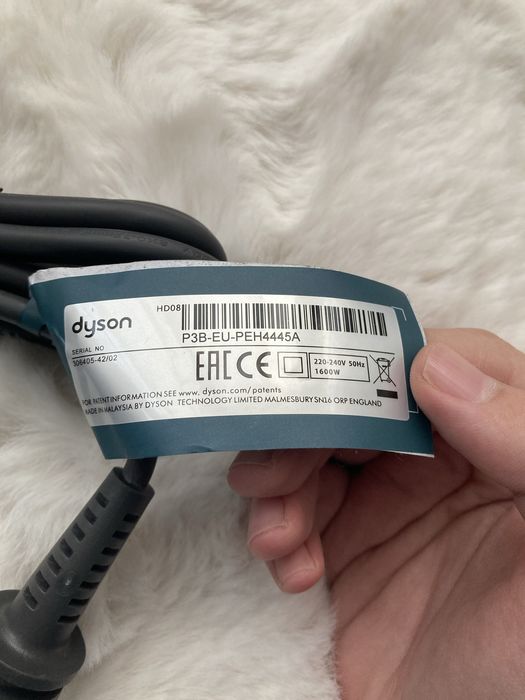 dyson
HD08
P3B-EU-PEH4445A
SERIAL NO
306405-42/02
EAC CE
220-240V 50Hz
1600W
FOR PATENT INFORMATION SEE www. dyson.com/patents
MADE IN MALAYSIA BY DYSON TECHNOLOGY LIMITED MALMESBURY SN16 ORP ENGLAND